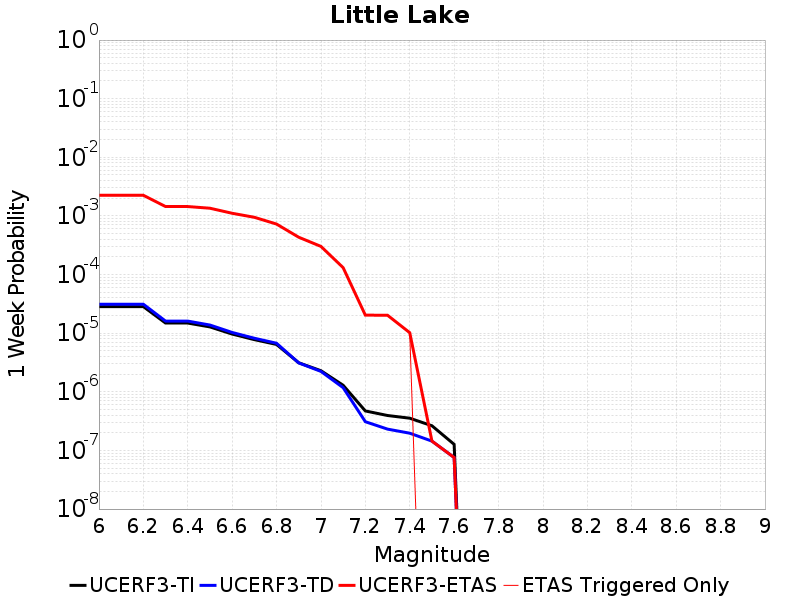 Little Lake
1 Week Probability
10^0
10^-1
10^-2
10^-3
10^-4
10^-5
10^-6
10^-7
10^-8
6 6.2 6.4 6.6 6.8 7 7.2 7.4 7.6 7.8 8 8.2 8.4 8.6 8.8 9
Magnitude
UCERF3-TI UCERF3-TD UCERF3-ETAS ETAS Triggered Only